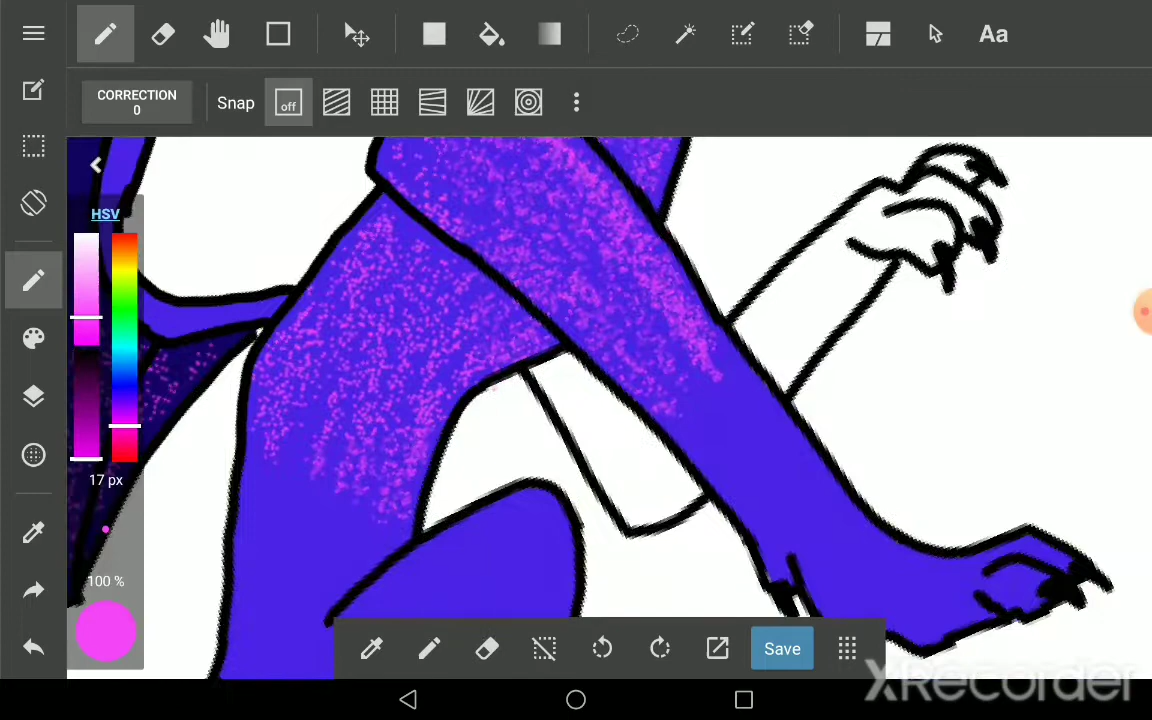 Aa
CORRECTION
0
Snap
off
HSV
17 px
100 %
Save
XRecorder